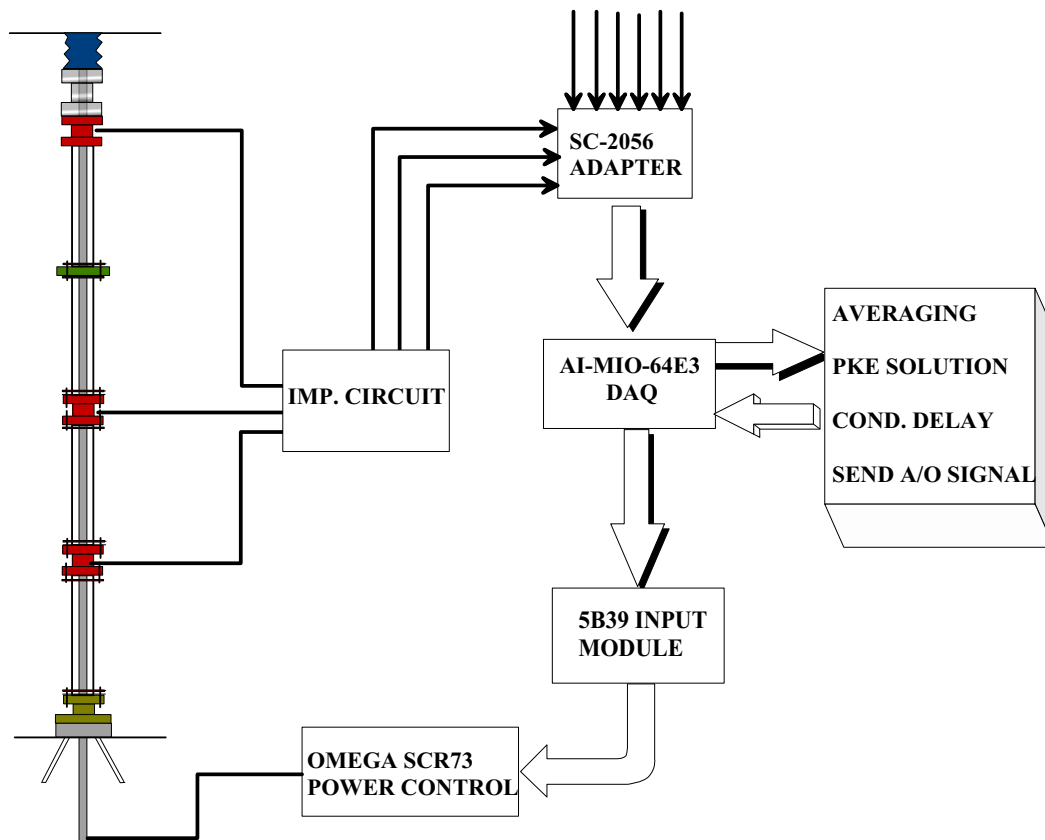 SC-2056
ADAPTER
AVERAGING
PKE SOLUTION
COND. DELAY
SEND A/O SIGNAL
AI-MIO-64E3
DAQ
IMP. CIRCUIT
5B39 INPUT
MODULE
OMEGA SCR73
POWER CONTROL